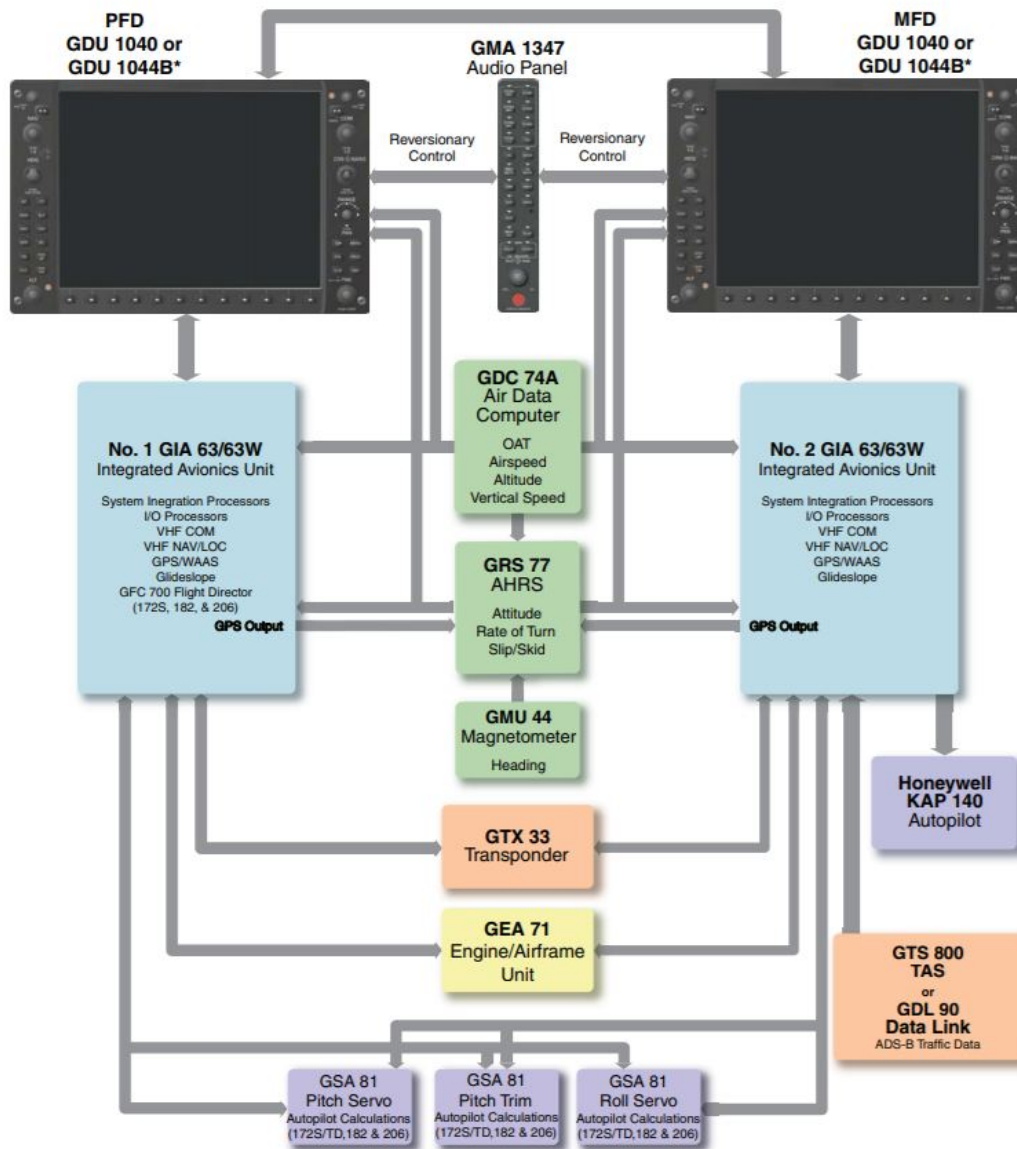 PFD
GDU 1040 or
GDU 1044B*
GMA 1347
Audio Panel
MFD
GDU 1040 or
GDU 1044B*
Reversionary
Control
Reversionary
Control
No. 1 GIA 63/63W
Integrated Avionics Unit
System Inegration Processors
I/O Processors
VHF COM
VHF NAV/LOC
GPS/WAAS
Glideslope
GFC 700 Flight Director
(172S, 182, & 206)
GPS Output
GDC 74A
Air Data
Computer
OAT
Airspeed
Altitude
Vertical Speed
GRS 77
AHRS
Attitude
Rate of Turn
Slip/Skid
GMU 44
Magnetometer
Heading
No. 2 GIA 63/63W
Integrated Avionics Unit
System Integration Processors
I/O Processors
VHF COM
VHF NAV/LOC
GPS/WAAS
Glideslope
GPS Output
Honeywell
KAP 140
Autopilot
GTX 33
Transponder
GEA 71
Engine/Airframe
Unit
GTS 800
TAS
or
GDL 90
Data Link
ADS-B Traffic Data
GSA 81
Pitch Servo
Autopilot Calculations
(172S/TD,182 & 206)
GSA 81
Pitch Trim
Autopilot Calculations
(172S/TD,182 & 206)
GSA 81
Roll Servo
Autopilot Calculations
(172S/TD,182 & 206)